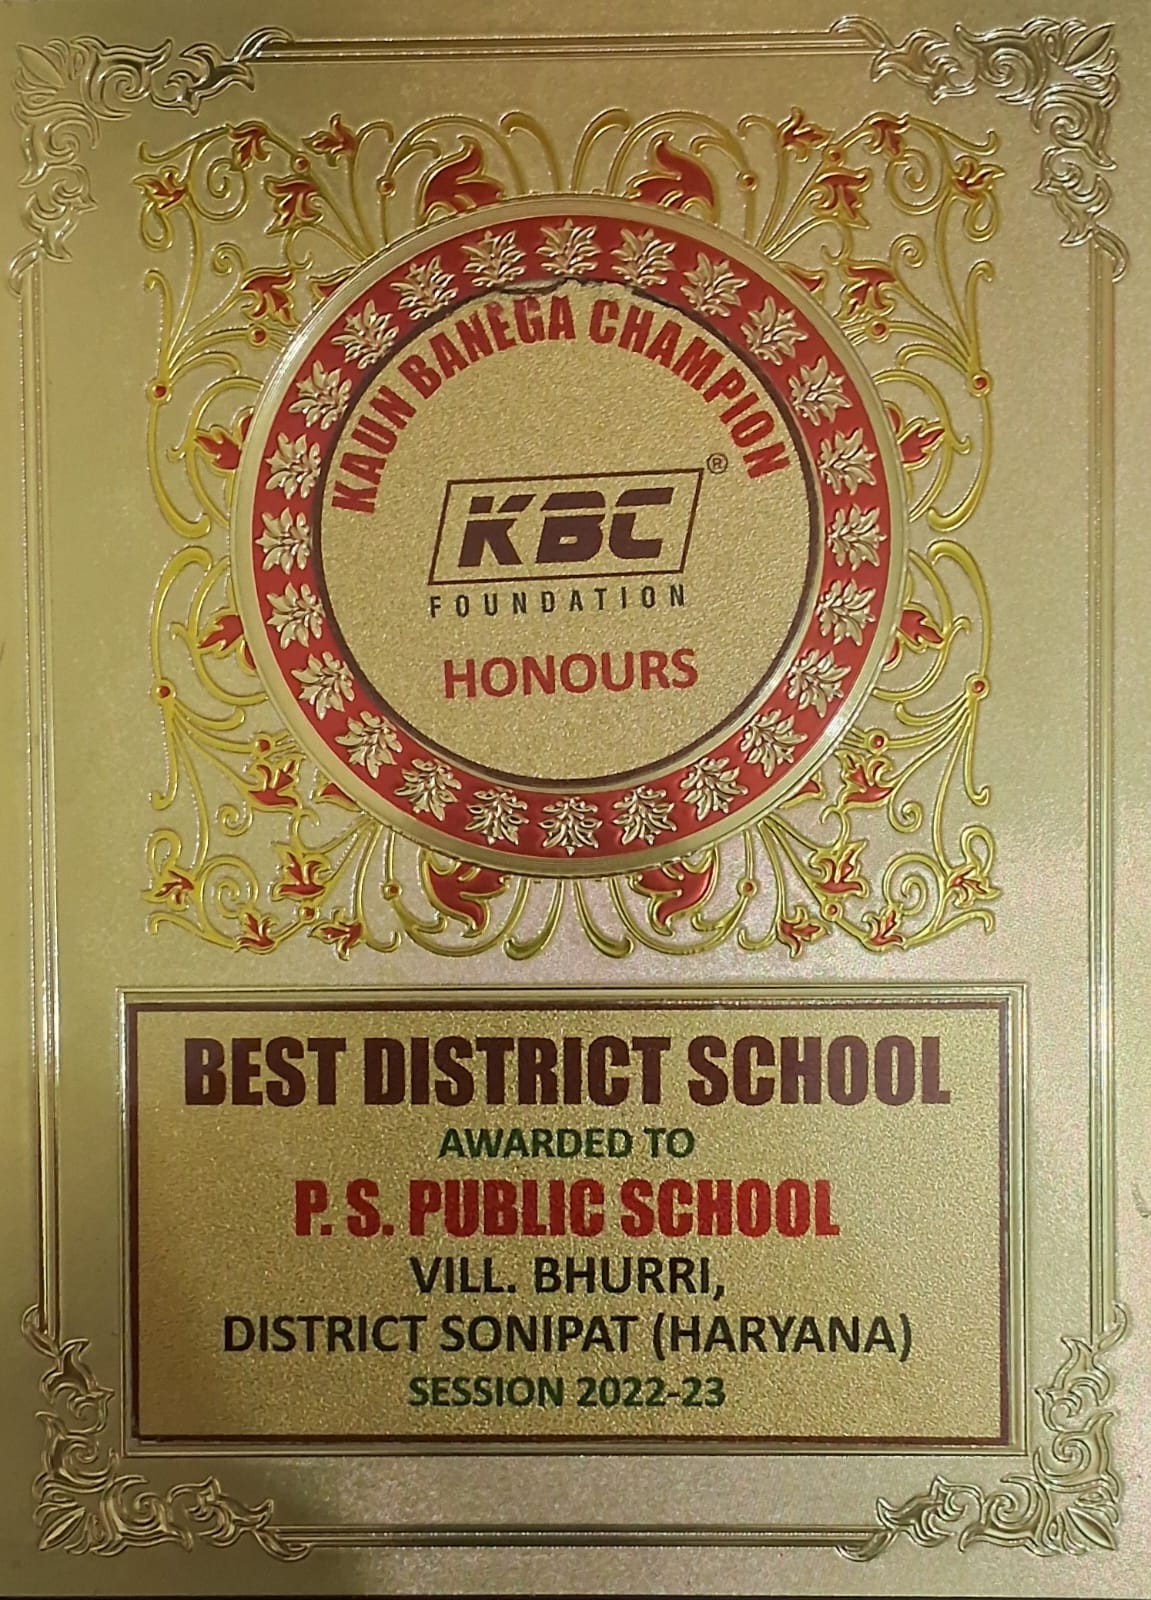 KAUN BANEGA CHAMPION
KBC ®
FOUNDATION
HONOURS
BEST DISTRICT SCHOOL
AWARDED TO
P. S. PUBLIC SCHOOL
VILL. BHURRI,
DISTRICT SONIPAT (HARYANA)
SESSION 2022-23